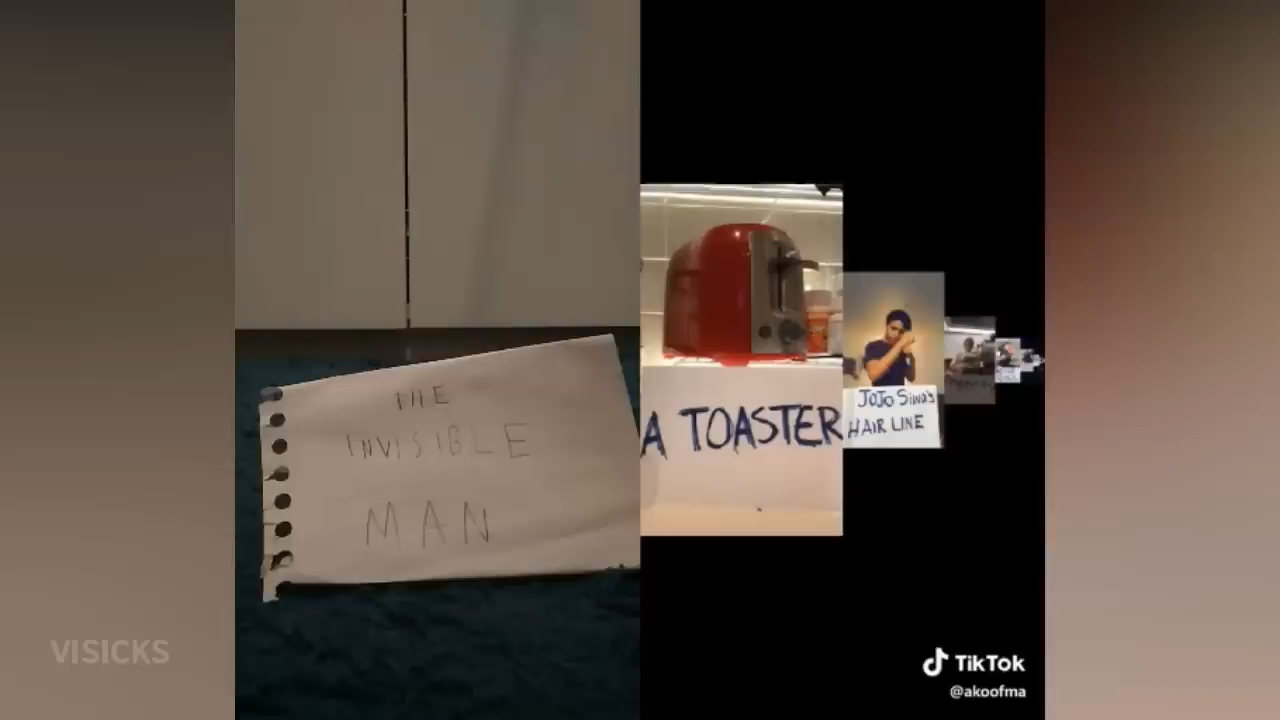 THE
INVISIBLE
MAN
A TOASTER
JOJO SIWA'S
HAIR LINE
VISICKS
TikTok
@akoofma